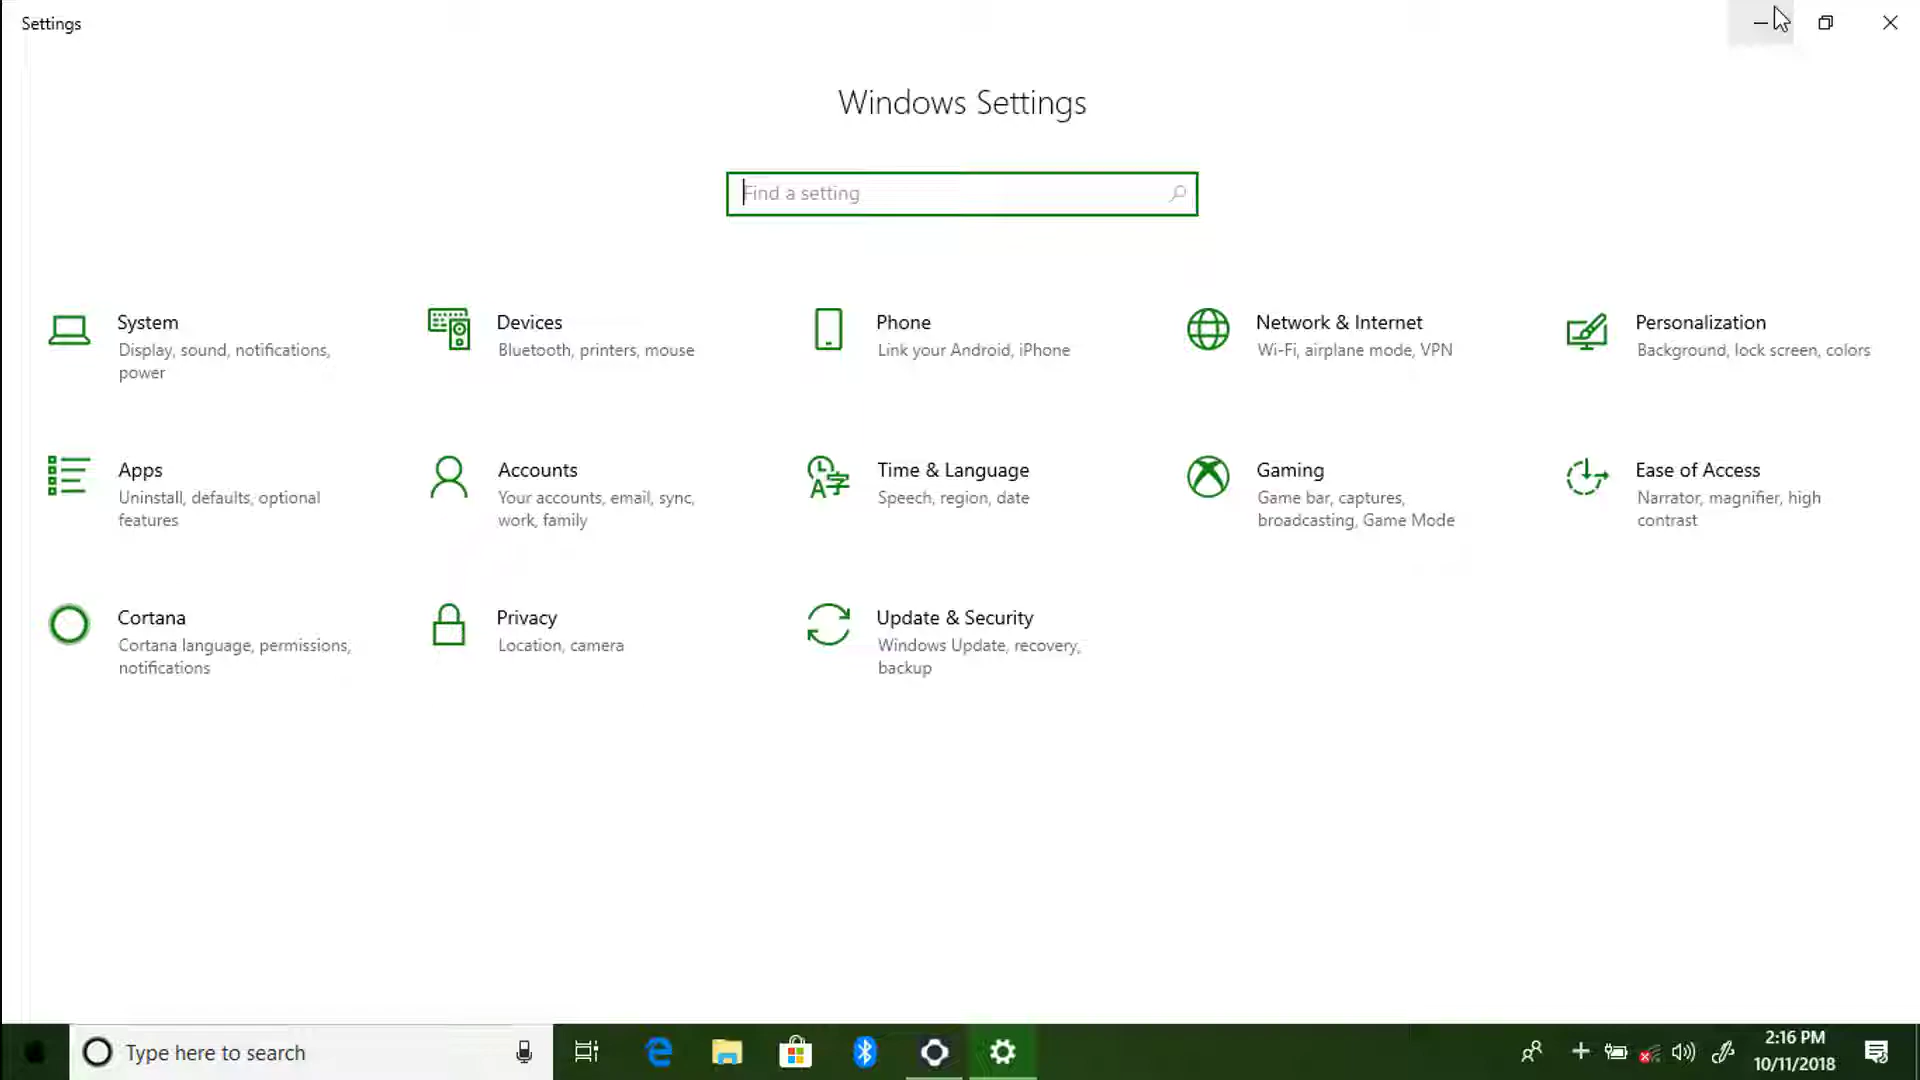 Settings
Windows Settings
Find a setting
System
Display, sound, notifications,
power
Devices
Bluetooth, printers, mouse
Phone
Link your Android, iPhone
Network & Internet
Wi-Fi, airplane mode, VPN
Personalization
Background, lock screen, colors
Apps
Uninstall, defaults, optional
features
Accounts
Your accounts, email, sync,
work, family
Time & Language
Speech, region, date
Gaming
Game bar, captures,
broadcasting, Game Mode
Ease of Access
Narrator, magnifier, high
contrast
Cortana
Cortana language, permissions,
notifications
Privacy
Location, camera
Update & Security
Windows Update, recovery,
backup
Type here to search
2:16 PM
10/11/2018